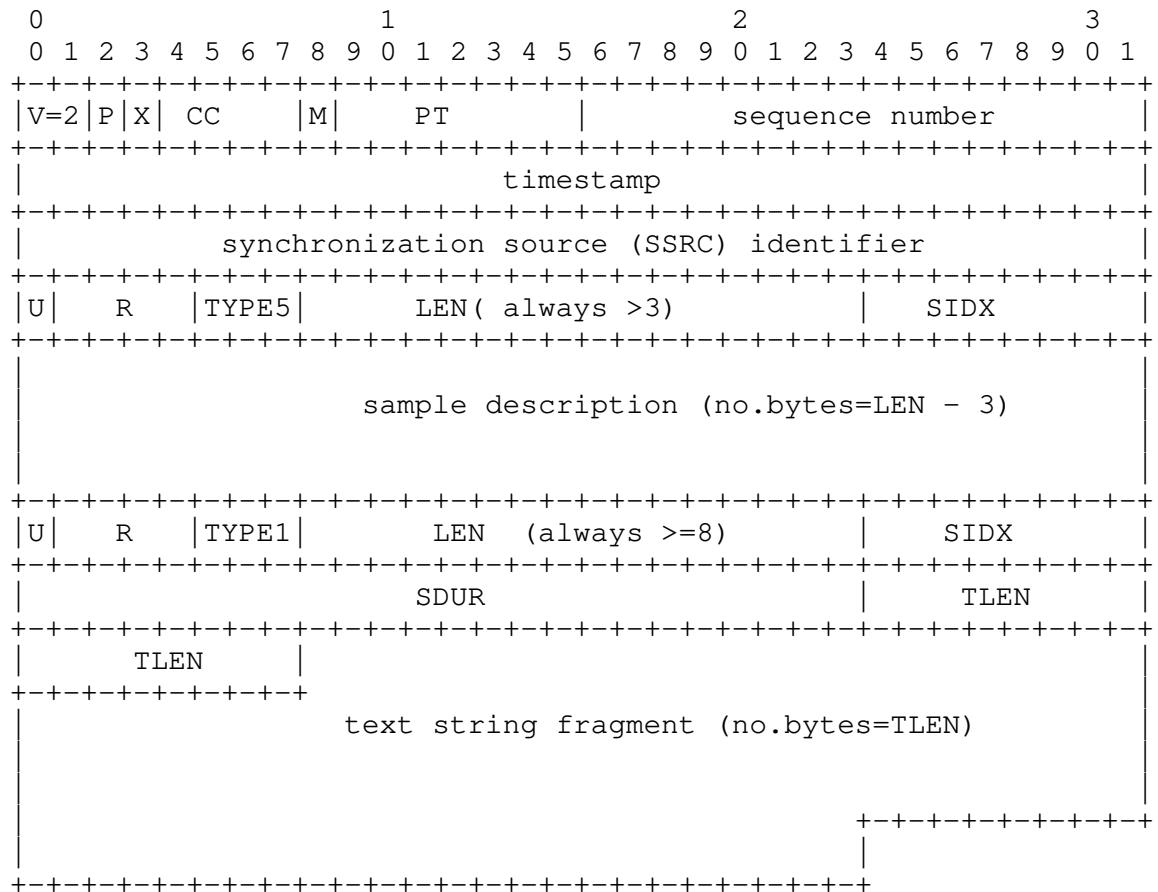 0                   1                   2                   3
 0 1 2 3 4 5 6 7 8 9 0 1 2 3 4 5 6 7 8 9 0 1 2 3 4 5 6 7 8 9 0 1
+-+-+-+-+-+-+-+-+-+-+-+-+-+-+-+-+-+-+-+-+-+-+-+-+-+-+-+-+-+-+-+-+
|V=2|P|X| CC    |M|    PT       |        sequence number        |
+-+-+-+-+-+-+-+-+-+-+-+-+-+-+-+-+-+-+-+-+-+-+-+-+-+-+-+-+-+-+-+-+
|                           timestamp                           |
+-+-+-+-+-+-+-+-+-+-+-+-+-+-+-+-+-+-+-+-+-+-+-+-+-+-+-+-+-+-+-+-+
|           synchronization source (SSRC) identifier            |
+-+-+-+-+-+-+-+-+-+-+-+-+-+-+-+-+-+-+-+-+-+-+-+-+-+-+-+-+-+-+-+-+
|U|   R   |TYPE5|      LEN( always >3)          |   SIDX        |
+-+-+-+-+-+-+-+-+-+-+-+-+-+-+-+-+-+-+-+-+-+-+-+-+-+-+-+-+-+-+-+-+
|                                                               |
|                   sample description (no.bytes=LEN - 3)       |
|                                                               |
|                                                               |
+-+-+-+-+-+-+-+-+-+-+-+-+-+-+-+-+-+-+-+-+-+-+-+-+-+-+-+-+-+-+-+-+
|U|   R   |TYPE1|       LEN  (always >=8)       |    SIDX       |
+-+-+-+-+-+-+-+-+-+-+-+-+-+-+-+-+-+-+-+-+-+-+-+-+-+-+-+-+-+-+-+-+
|                      SDUR                     |     TLEN      |
+-+-+-+-+-+-+-+-+-+-+-+-+-+-+-+-+-+-+-+-+-+-+-+-+-+-+-+-+-+-+-+-+
|      TLEN     |                                               |
+-+-+-+-+-+-+-+-+                                               |
|                  text string fragment (no.bytes=TLEN)         |
|                                                               |
|                                                               |
|                                               +-+-+-+-+-+-+-+-+
|                                               |
+-+-+-+-+-+-+-+-+-+-+-+-+-+-+-+-+-+-+-+-+-+-+-+-+